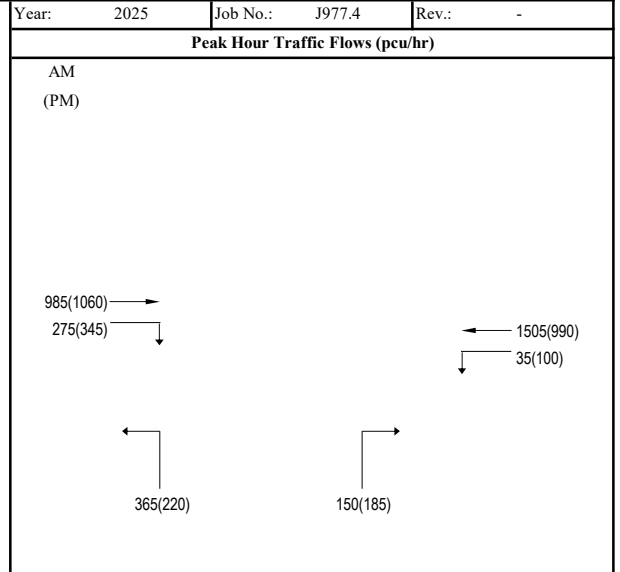 Year: 2025 Job No.: J977.4 Rev.: -
Peak Hour Traffic Flows (pcu/hr)
AM
(PM)
985(1060)
275(345)
1505(990)
35(100)
365(220)
150(185)